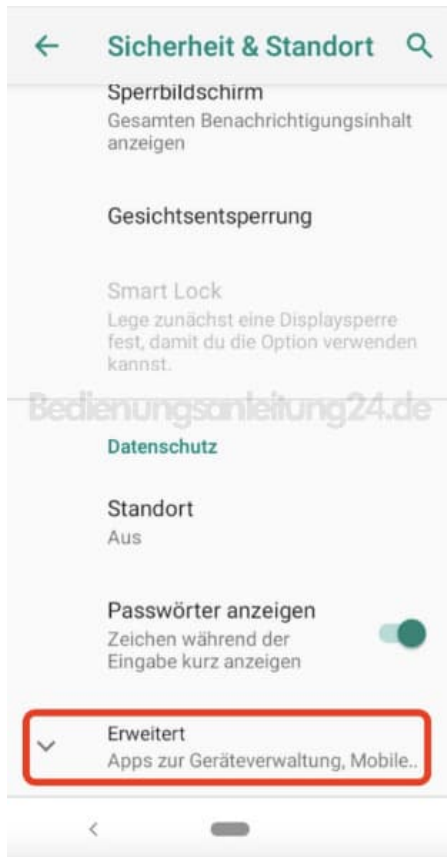 Sicherheit & Standort
Sperrbildschirm
Gesamten Benachrichtigungsinhalt
anzeigen
Gesichtsentsperrung
Smart Lock
Lege zunächst eine Displaysperre
fest, damit du die Option verwenden
kannst.
Bedienungsanleitung24.de
Datenschutz
Standort
Aus
Passwörter anzeigen
Zeichen während der
Eingabe kurz anzeigen
Erweitert
Apps zur Geräteverwaltung, Mobile..